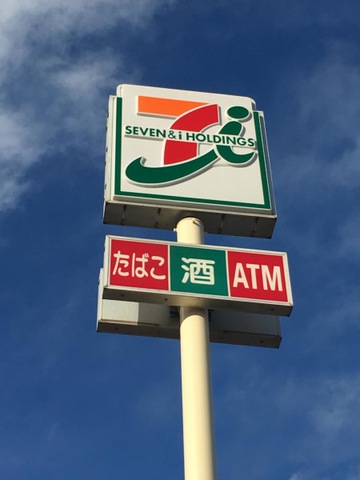 SEVEN & i HOLDINGS
たばこ 酒 ATM